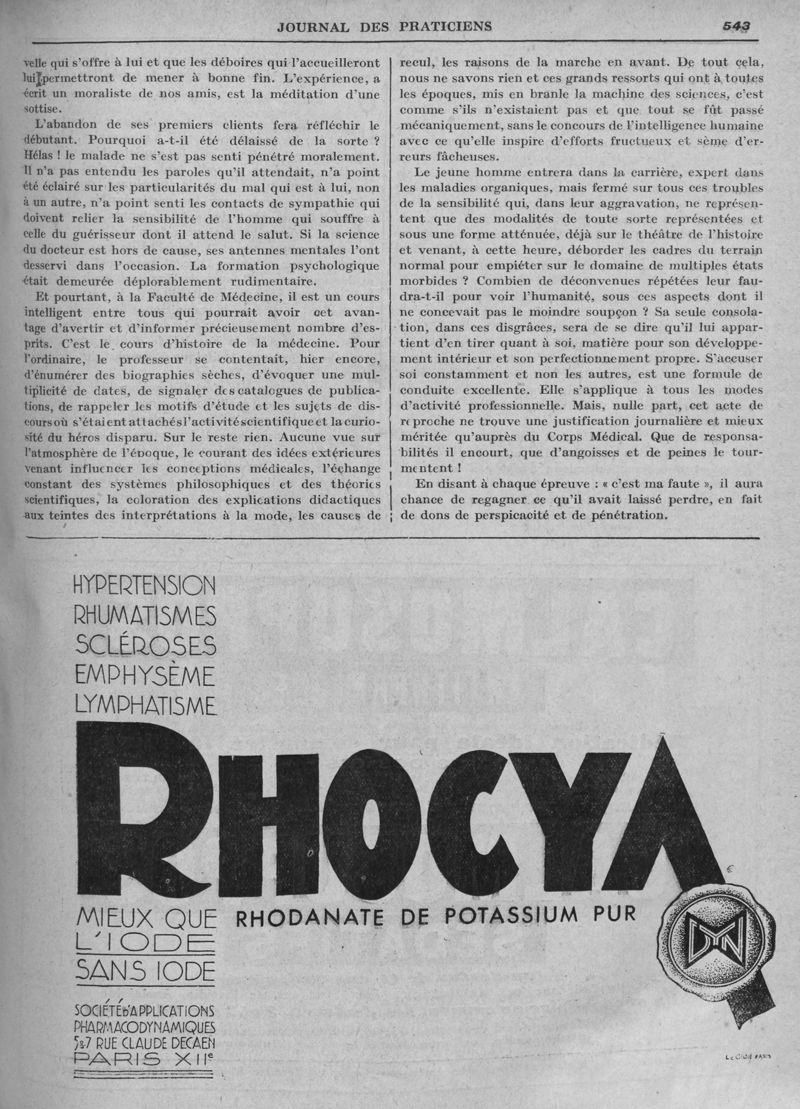 JOURNAL DES PRATICIENS 543
velle qui s'offre à lui et que les déboires qui l'accueilleront
lui permettront de mener à bonne fin. L'expérience, a
écrit un moraliste de nos amis, est la méditation d'une
sottise.
L'abandon de ses premiers clients fera réfléchir le
débutant. Pourquoi a-t-il été délaissé de la sorte ?
Hélas ! le malade ne s'est pas senti pénétré moralement.
Il n'a pas entendu les paroles qu'il attendait, n'a point
été éclairé sur les particularités du mal qui est à lui, non
à un autre, n'a point senti les contacts de sympathie qui
doivent relier la sensibilité de l'homme qui souffre à
celle du guérisseur dont il attend le salut. Si la science
du docteur est hors de cause, ses antennes mentales l'ont
desservi dans l'occasion. La formation psychologique
était demeurée déplorablement rudimentaire.
Et pourtant, à la Faculté de Médecine, il est un cours
intelligent entre tous qui pourrait avoir cet avan-
tage d'avertir et d'informer précieusement nombre d'es-
prits. C'est le cours d'histoire de la médecine. Pour
l'ordinaire, le professeur se contentait, hier encore,
d'énumérer des biographies sèches, d'évoquer une mul-
tiplicité de dates, de signaler des catalogues de publica-
tions, de rappeler les motifs d'étude et les sujets de dis-
cours où s'étaient attachés l'activité scientifique et la curio-
sité du héros disparu. Sur le reste rien. Aucune vue sur
l'atmosphère de l'époque, le courant des idées extérieures
venant influencer les conceptions médicales, l'échange
constant des systèmes philosophiques et des théories
scientifiques, la coloration des explications didactiques
aux teintes des interprétations à la mode, les causes de
recul, les raisons de la marche en avant. De tout cela,
nous ne savons rien et ces grands ressorts qui ont à toutes
les époques, mis en branle la machine des sciences, c'est
comme s'ils n'existaient pas et que tout se fût passé
mécaniquement, sans le concours de l'intelligence humaine
avec ce qu'elle inspire d'efforts fructueux et sème d'er-
reurs fâcheuses.
Le jeune homme entrera dans la carrière, expert dans
les maladies organiques, mais fermé sur tous ces troubles
de la sensibilité qui, dans leur aggravation, ne représen-
tent que des modalités de toute sorte représentées et
sous une forme atténuée, déjà sur le théâtre de l'histoire
et venant, à cette heure, déborder les cadres du terrain
normal pour empiéter sur le domaine de multiples états
morbides ? Combien de déconvenues répétées leur fau-
dra-t-il pour voir l'humanité, sous ces aspects dont il
ne concevait pas le moindre soupçon ? Sa seule consola-
tion, dans ces disgrâces, sera de se dire qu'il lui appar-
tient d'en tirer quant à soi, matière pour son développe-
ment intérieur et son perfectionnement propre. S'accuser
soi constamment et non les autres, est une formule de
conduite excellente. Elle s'applique à tous les modes
d'activité professionnelle. Mais, nulle part, cet acte de
reproche ne trouve une justification journalière et mieux
méritée qu'auprès du Corps Médical. Que de responsa-
bilités il encourt, que d'angoisses et de peines le tour-
mentent !
En disant à chaque épreuve : « c'est ma faute », il aura
chance de regagner ce qu'il avait laissé perdre, en fait
de dons de perspicacité et de pénétration.
HYPERTENSION
RHUMATISMES
SCLÉROSES
EMPHYSÈME
LYMPHATISME
RHOCYA
MIEUX QUE
L'IODE
SANS IODE
RHODANATE DE POTASSIUM PUR
SOCIÉTÉ D'APPLICATIONS
PHARMACODYNAMIQUES
5&7 RUE CLAUDE DECAEN
PARIS XIIe
DYN